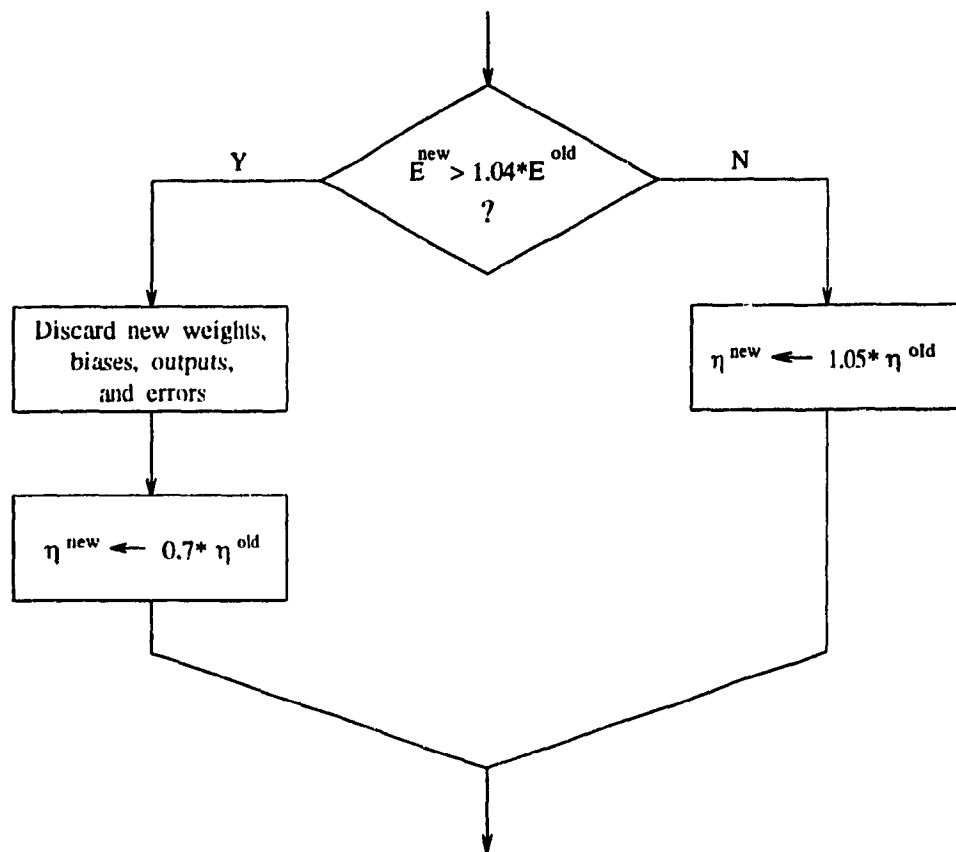 E^new > 1.04*E^old
?
Y
N
Discard new weights,
biases, outputs,
and errors
η^new ← 1.05* η^old
η^new ← 0.7* η^old